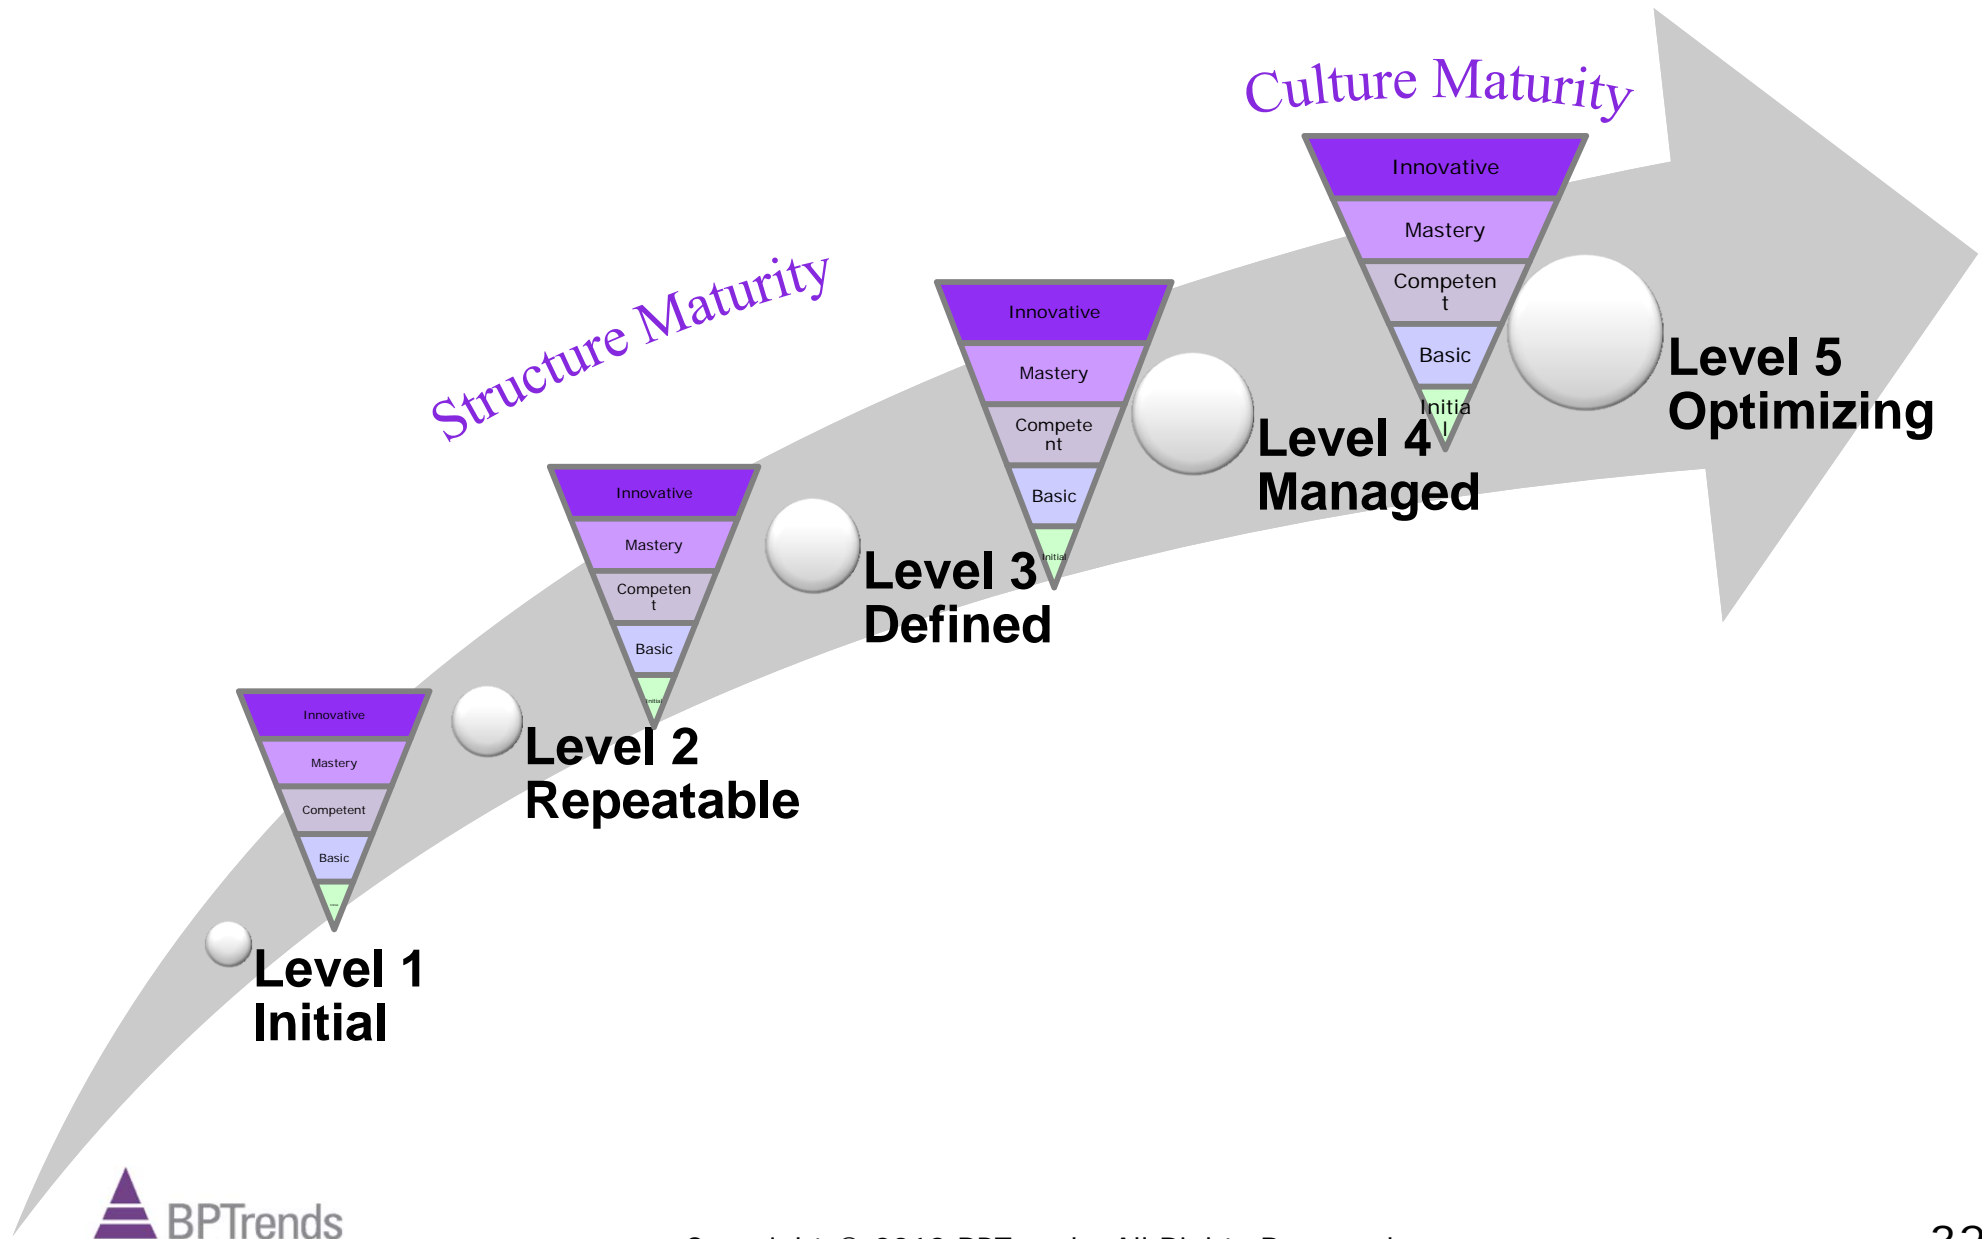 Culture Maturity
Innovative
Mastery
Competen
t
Basic
Initia
l
Level 5
Optimizing
Structure Maturity
Innovative
Mastery
Compete
nt
Basic
Initial
Level 4
Managed
Innovative
Mastery
Competen
t
Basic
Initial
Level 3
Defined
Innovative
Mastery
Competent
Basic
Level 2
Repeatable
Level 1
Initial
BPTrends